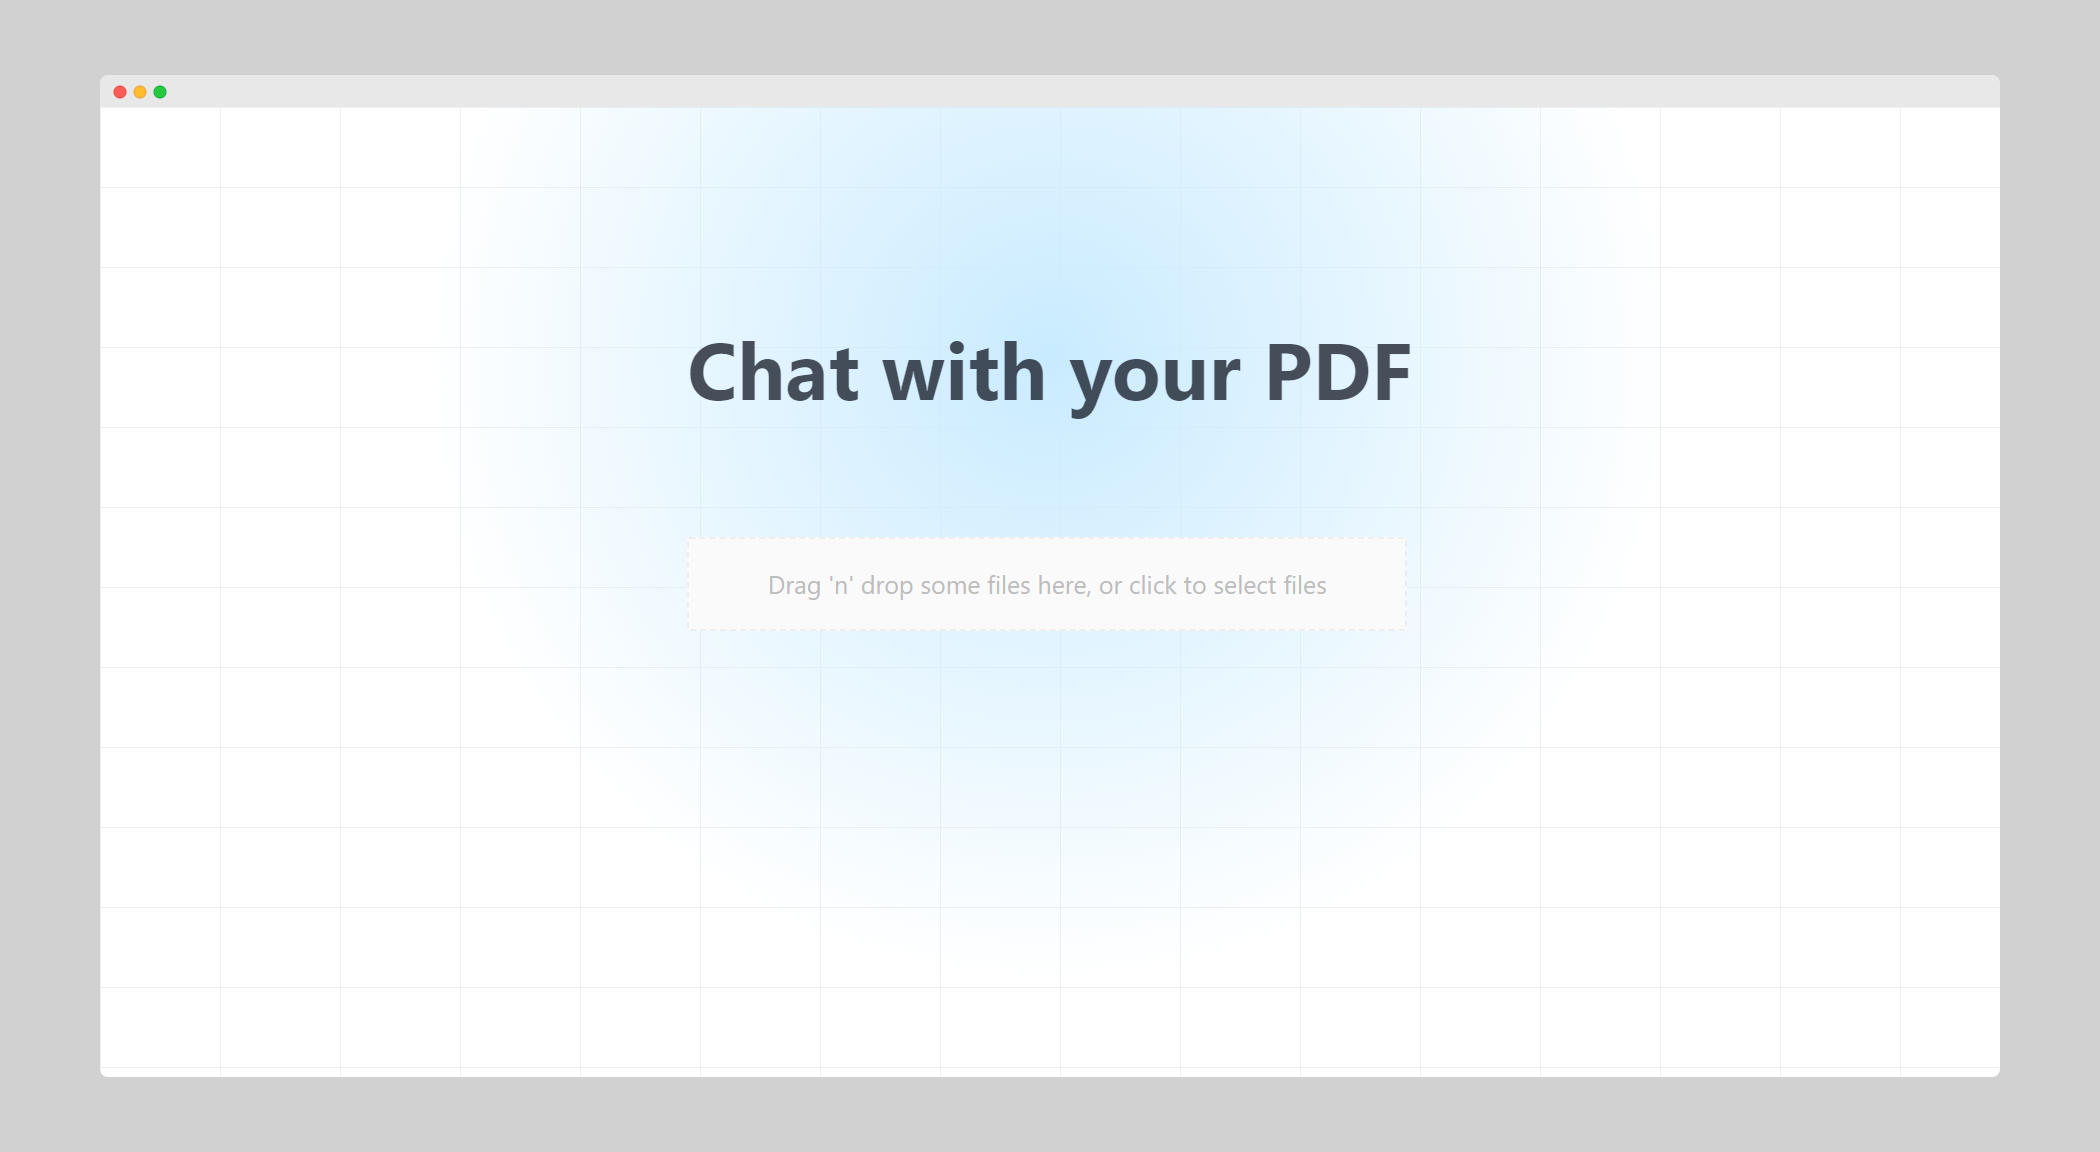 Chat with your PDF
Drag 'n' drop some files here, or click to select files